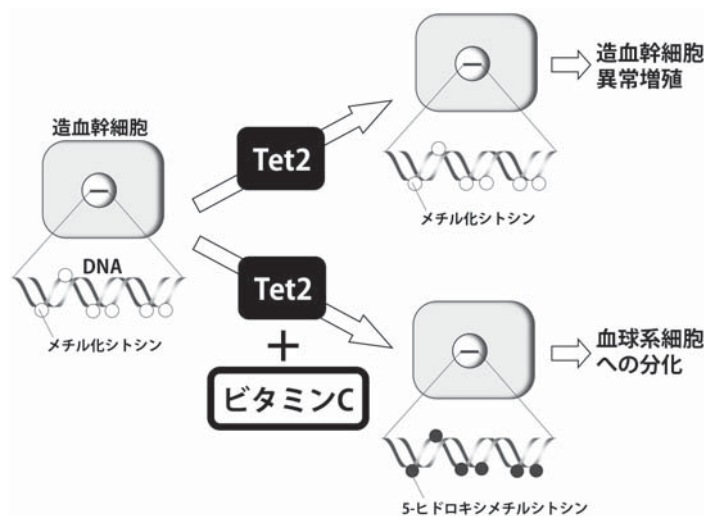 造血幹細胞
DNA
メチル化シトシン
Tet2
メチル化シトシン
造血幹細胞
異常増殖
Tet2
+
ビタミンC
5-ヒドロキシメチルシトシン
血球系細胞
への分化